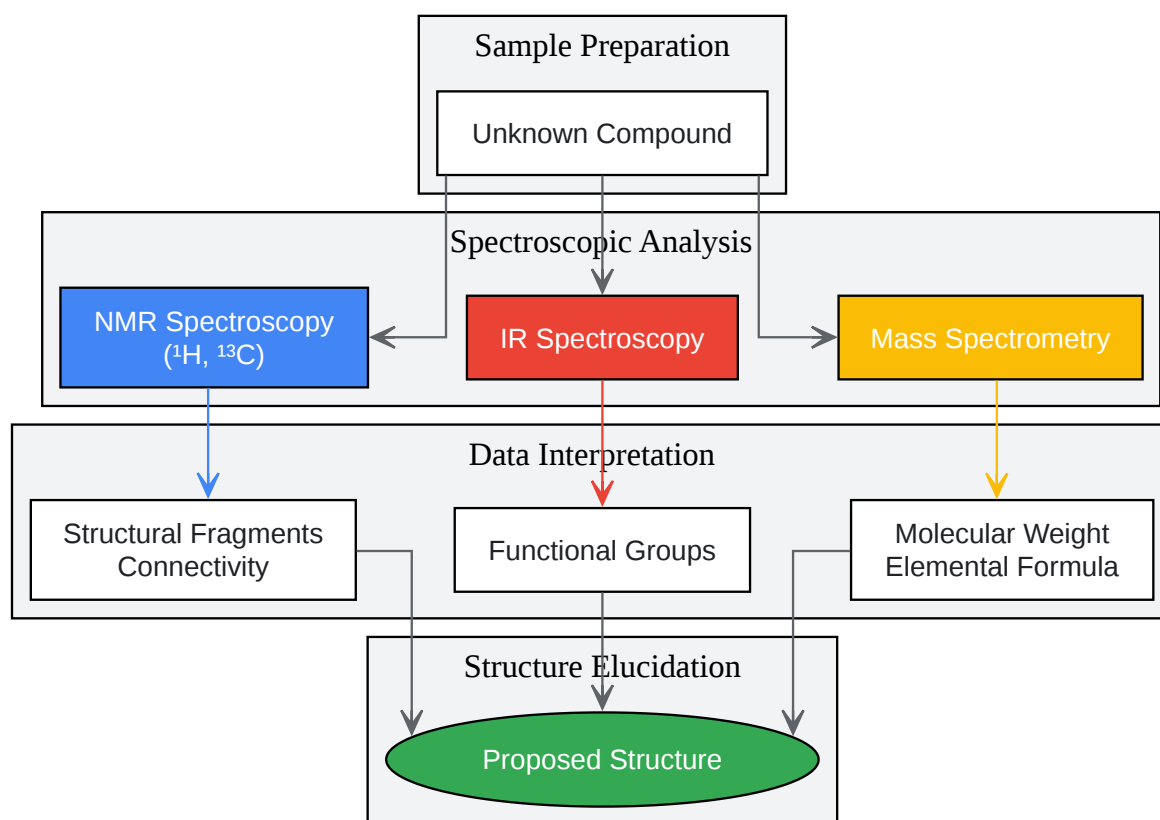 Sample Preparation
Unknown Compound
Spectroscopic Analysis
NMR Spectroscopy
(¹H, ¹³C)
IR Spectroscopy
Mass Spectrometry
Data Interpretation
Structural Fragments
Connectivity
Functional Groups
Molecular Weight
Elemental Formula
Structure Elucidation
Proposed Structure